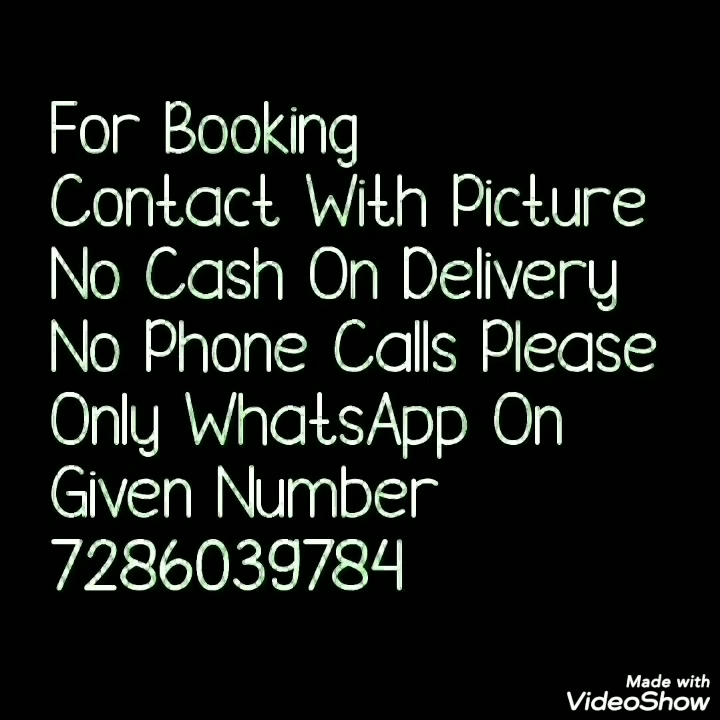 For Booking
Contact With Picture
No Cash On Delivery
No Phone Calls Please
Only WhatsApp On
Given Number
7286039784
Made with
VideoShow